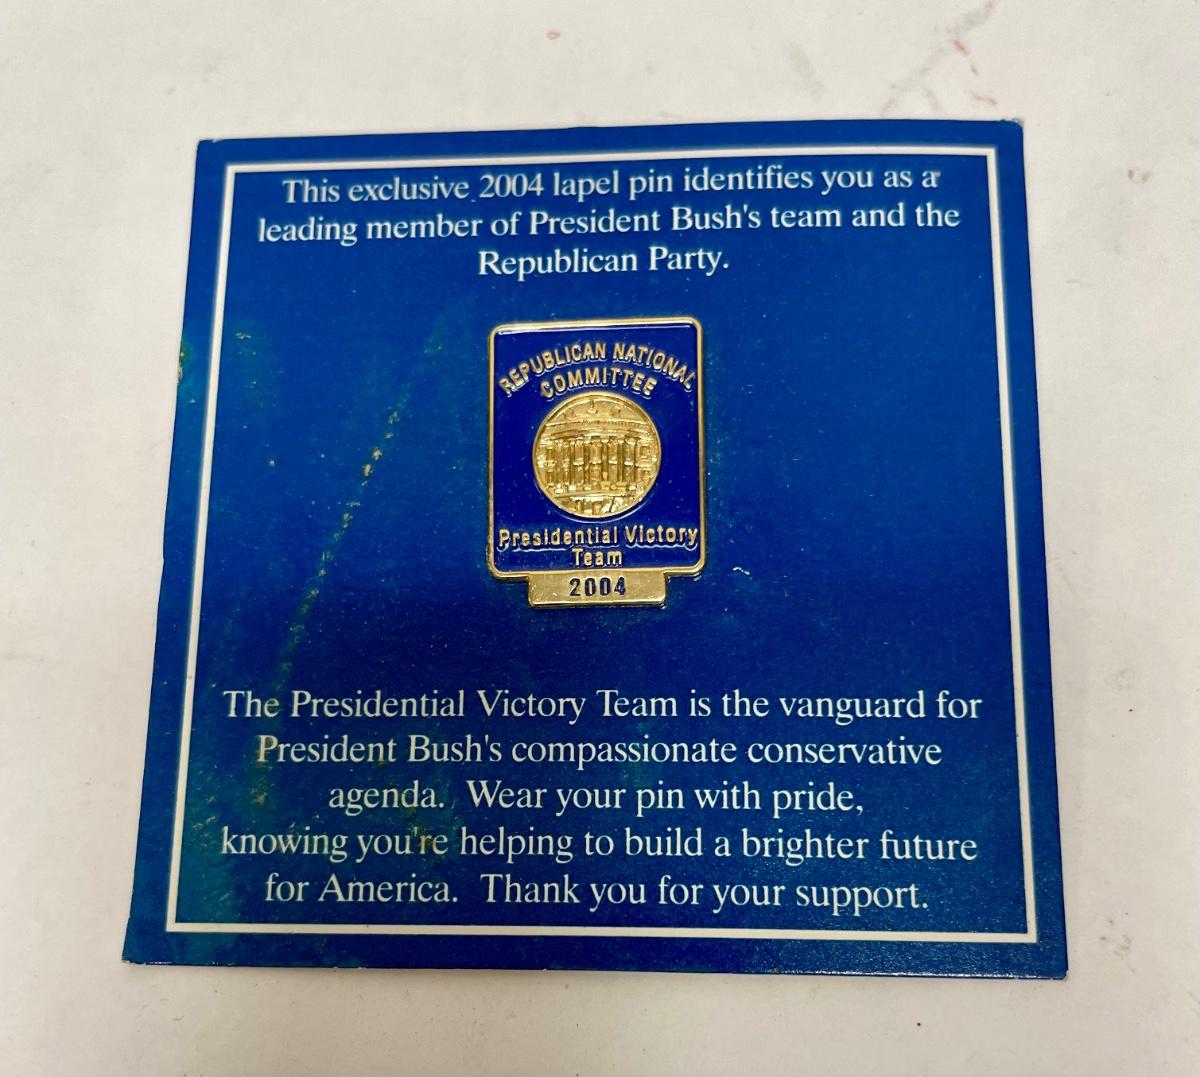 This exclusive 2004 lapel pin identifies you as a
leading member of President Bush's team and the
Republican Party.
REPUBLICAN NATIONAL
COMMITTEE
Presidential Victory
Team
2004
The Presidential Victory Team is the vanguard for
President Bush's compassionate conservative
agenda. Wear your pin with pride,
knowing you're helping to build a brighter future
for America. Thank you for your support.